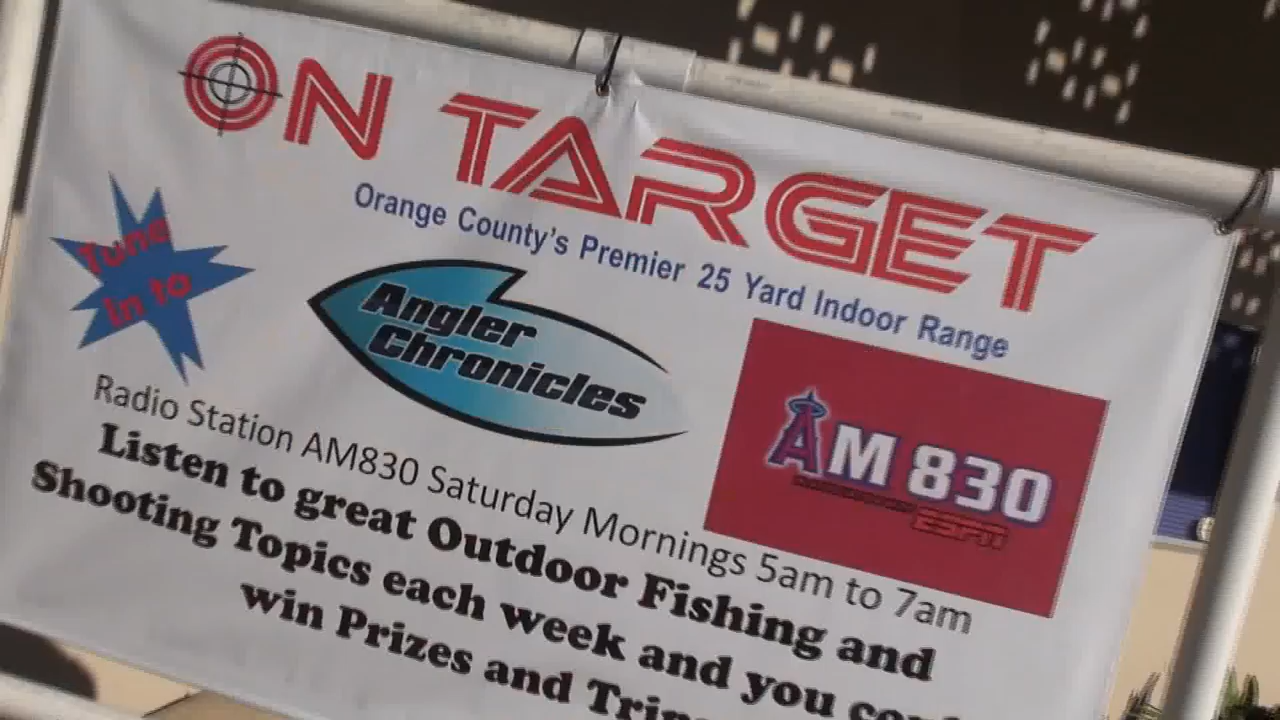 ON TARGET
Orange County's Premier 25 Yard Indoor Range
Tune
in to
Angler
Chronicles
AM 830
ESPN
Radio Station AM830 Saturday Mornings 5am to 7am
Listen to great Outdoor Fishing and
Shooting Topics each week and you
win Prizes and